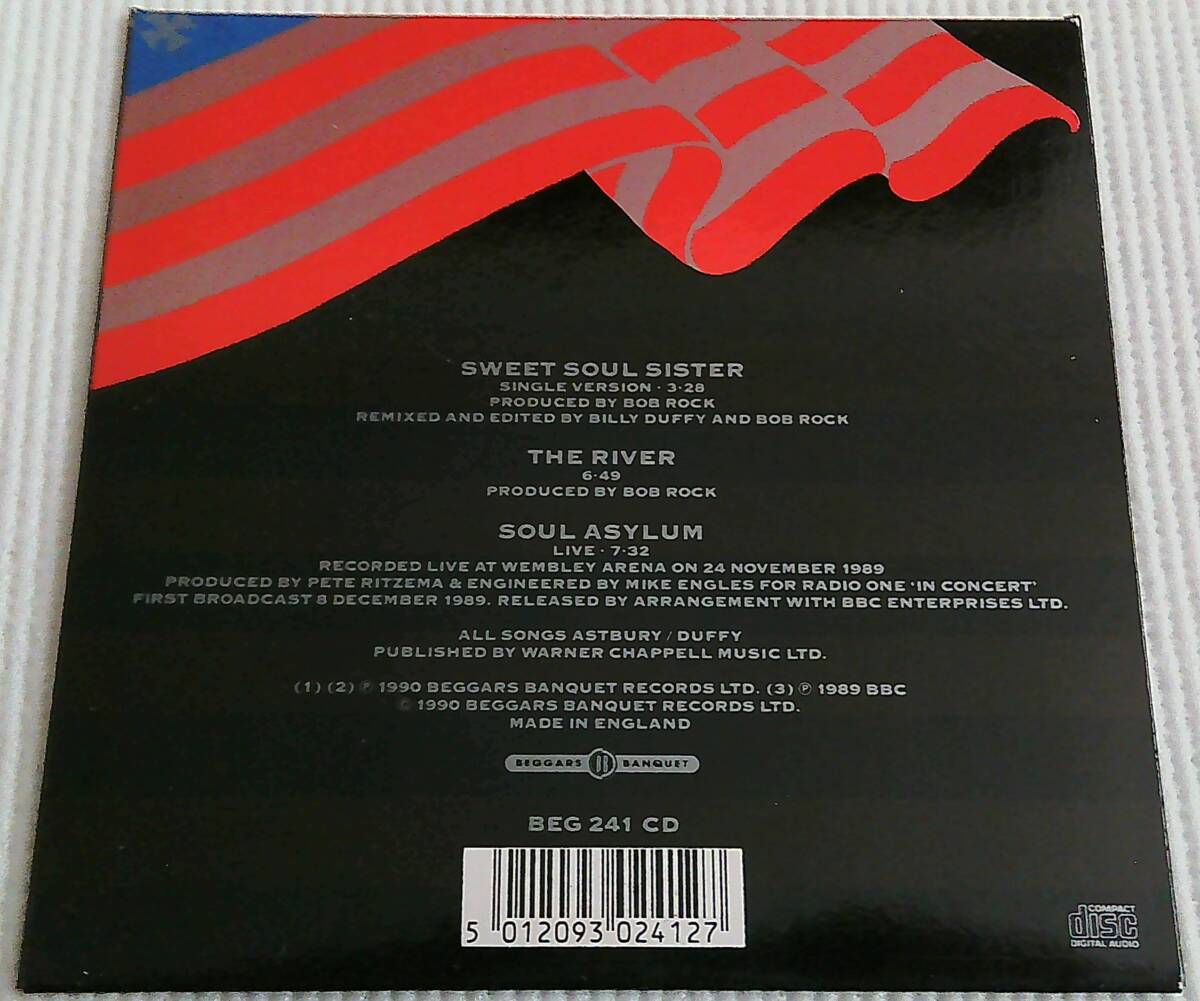 SWEET SOUL SISTER
SINGLE VERSION · 3·28
PRODUCED BY BOB ROCK
REMIXED AND EDITED BY BILLY DUFFY AND BOB ROCK
THE RIVER
6·49
PRODUCED BY BOB ROCK
SOUL ASYLUM
LIVE · 7·32
RECORDED LIVE AT WEMBLEY ARENA ON 24 NOVEMBER 1989
PRODUCED BY PETE RITZEMA & ENGINEERED BY MIKE ENGLES FOR RADIO ONE 'IN CONCERT'
FIRST BROADCAST 8 DECEMBER 1989. RELEASED BY ARRANGEMENT WITH BBC ENTERPRISES LTD.
ALL SONGS ASTBURY / DUFFY
PUBLISHED BY WARNER CHAPPELL MUSIC LTD.
(1) (2) ℗ 1990 BEGGARS BANQUET RECORDS LTD. (3) ℗ 1989 BBC
© 1990 BEGGARS BANQUET RECORDS LTD.
MADE IN ENGLAND
BEGGARS BANQUET
BEG 241 CD
5 012093 024127
COMPACT
disc
DIGITAL AUDIO